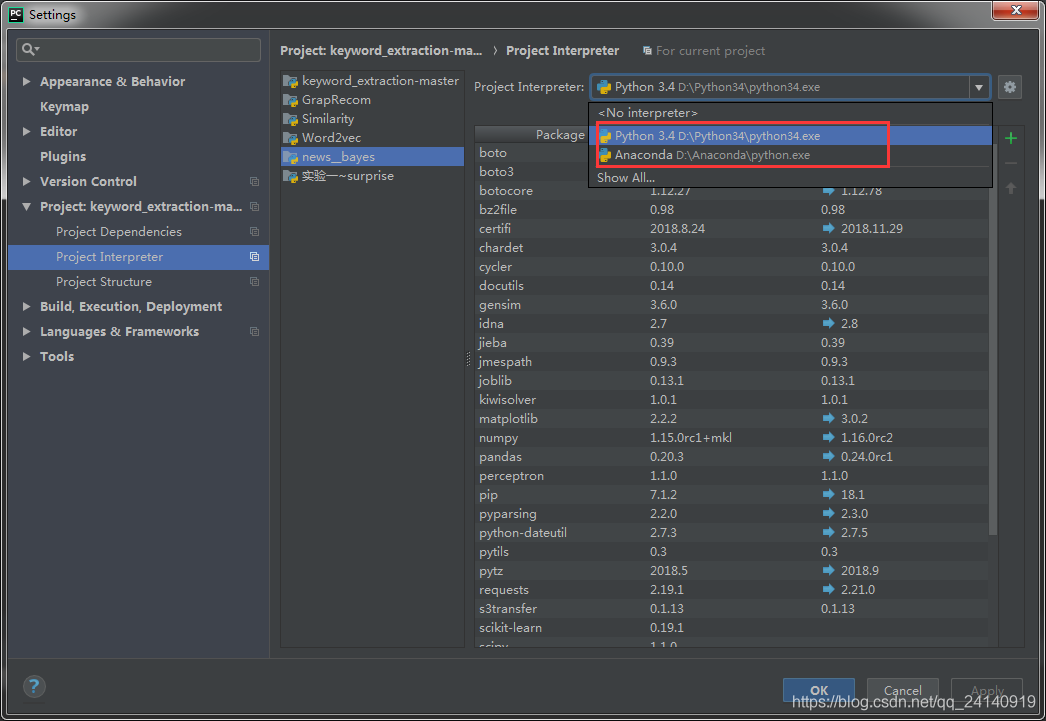 PC Settings
Project: keyword_extraction-ma... › Project Interpreter For current project
Appearance & Behavior
Keymap
Editor
Plugins
Version Control
Project: keyword_extraction-ma...
Project Dependencies
Project Interpreter
Project Structure
Build, Execution, Deployment
Languages & Frameworks
Tools
keyword_extraction-master
GrapRecom
Similarity
Word2vec
news__bayes
实验一~surprise
Project Interpreter: Python 3.4 D:\Python34\python34.exe
<No interpreter>
Python 3.4 D:\Python34\python34.exe
Anaconda D:\Anaconda\python.exe
Show All...
Package
boto
boto3
botocore 1.12.27 1.12.78
bz2file 0.98 0.98
certifi 2018.8.24 2018.11.29
chardet 3.0.4 3.0.4
cycler 0.10.0 0.10.0
docutils 0.14 0.14
gensim 3.6.0 3.6.0
idna 2.7 2.8
jieba 0.39 0.39
jmespath 0.9.3 0.9.3
joblib 0.13.1 0.13.1
kiwisolver 1.0.1 1.0.1
matplotlib 2.2.2 3.0.2
numpy 1.15.0rc1+mkl 1.16.0rc2
pandas 0.20.3 0.24.0rc1
perceptron 1.1.0 1.1.0
pip 7.1.2 18.1
pyparsing 2.2.0 2.3.0
python-dateutil 2.7.3 2.7.5
pytils 0.3 0.3
pytz 2018.5 2018.9
requests 2.19.1 2.21.0
s3transfer 0.1.13 0.1.13
scikit-learn 0.19.1
scipy 1.1.0
?
OK Cancel Apply
https://blog.csdn.net/qq_24140919